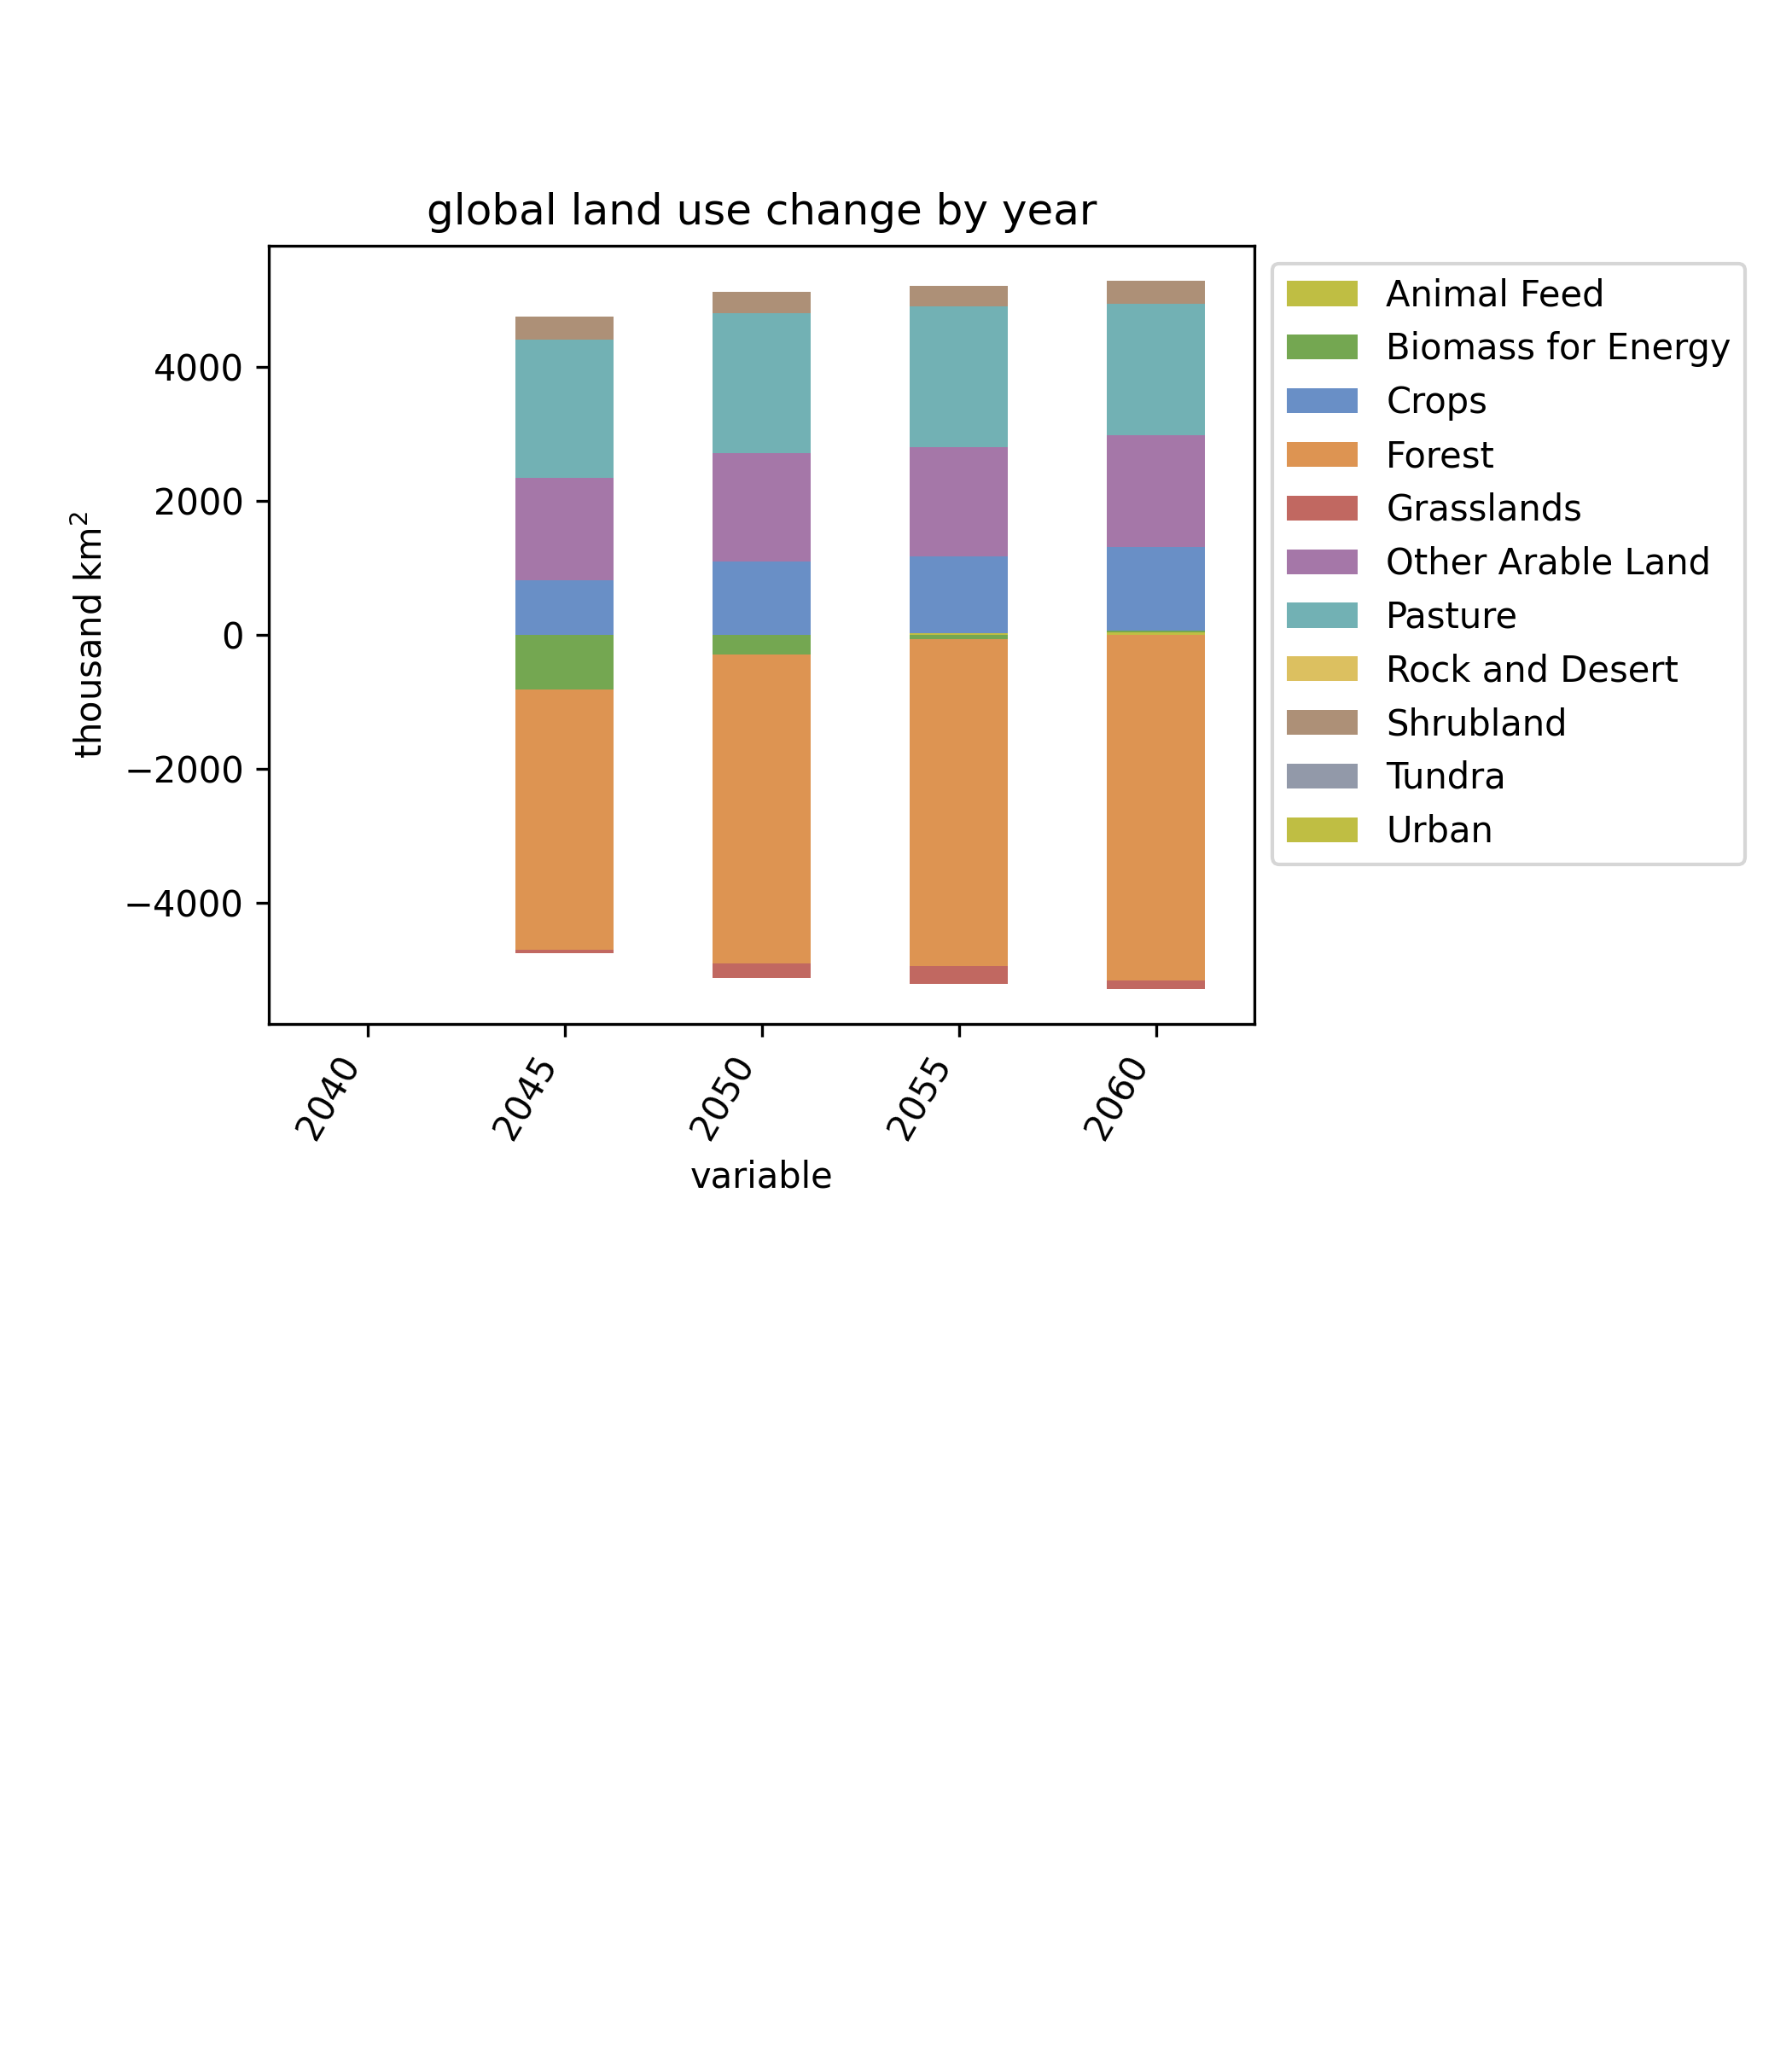 global land use change by year
thousand km²
4000
2000
0
−2000
−4000
2040
2045
2050
2055
2060
variable
Animal Feed
Biomass for Energy
Crops
Forest
Grasslands
Other Arable Land
Pasture
Rock and Desert
Shrubland
Tundra
Urban